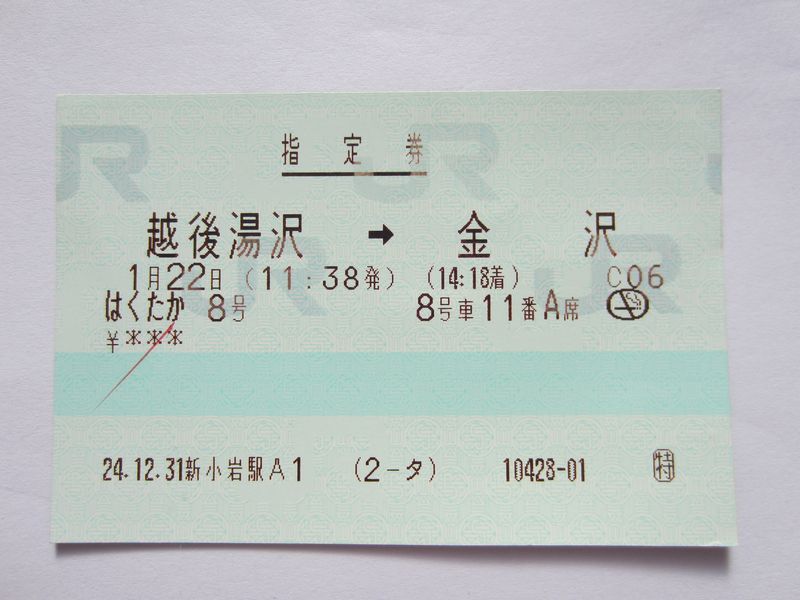 指定券
越後湯沢 → 金沢
1月22日(11:38発) (14:18着) C06
はくたか 8号 8号車11番A席
¥***
24.12.31新小岩駅A1 (2-タ) 10428-01 特
JR